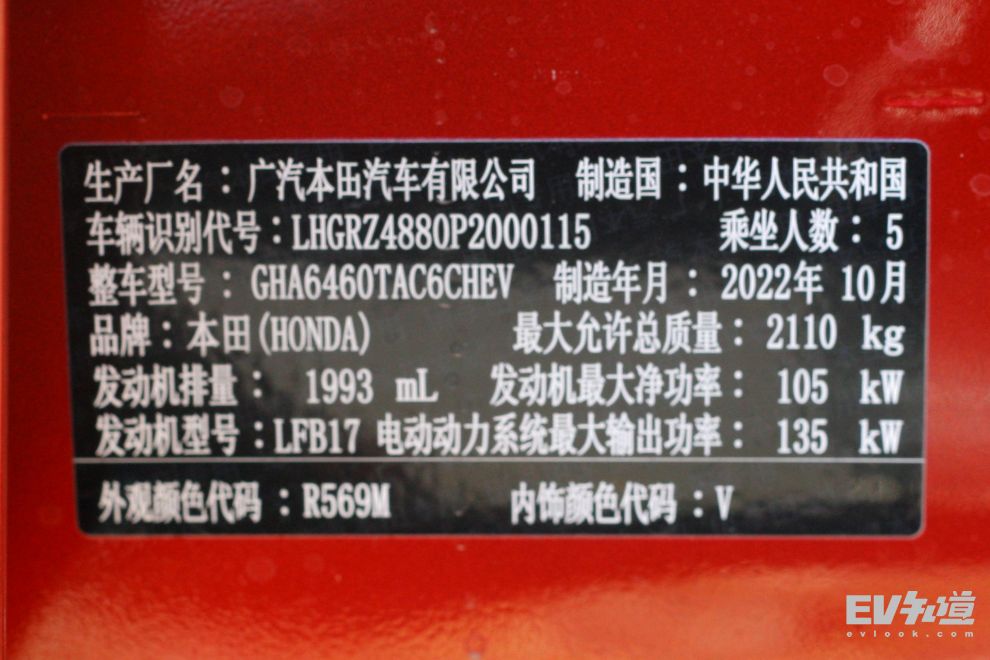 生产厂名：广汽本田汽车有限公司 制造国：中华人民共和国
车辆识别代号：LHGRZ4880P2000115 乘坐人数：5
整车型号：GHA6460TAC6CHEV 制造年月：2022年 10月
品牌：本田(HONDA) 最大允许总质量：2110 kg
发动机排量：1993 mL 发动机最大净功率：105 kW
发动机型号：LFB17 电动动力系统最大输出功率：135 kW
外观颜色代码：R569M 内饰颜色代码：V
EV知道
evlook.com